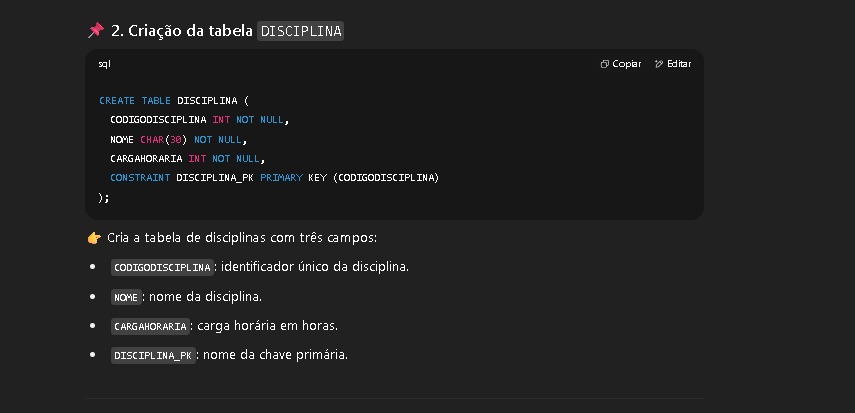 📌 2. Criação da tabela DISCIPLINA
sql
Copiar
Editar
CREATE TABLE DISCIPLINA (
CODIGODISCIPLINA INT NOT NULL,
NOME CHAR(30) NOT NULL,
CARGAHORARIA INT NOT NULL,
CONSTRAINT DISCIPLINA_PK PRIMARY KEY (CODIGODISCIPLINA)
);
👉 Cria a tabela de disciplinas com três campos:
• CODIGODISCIPLINA: identificador único da disciplina.
• NOME: nome da disciplina.
• CARGAHORARIA: carga horária em horas.
• DISCIPLINA_PK: nome da chave primária.